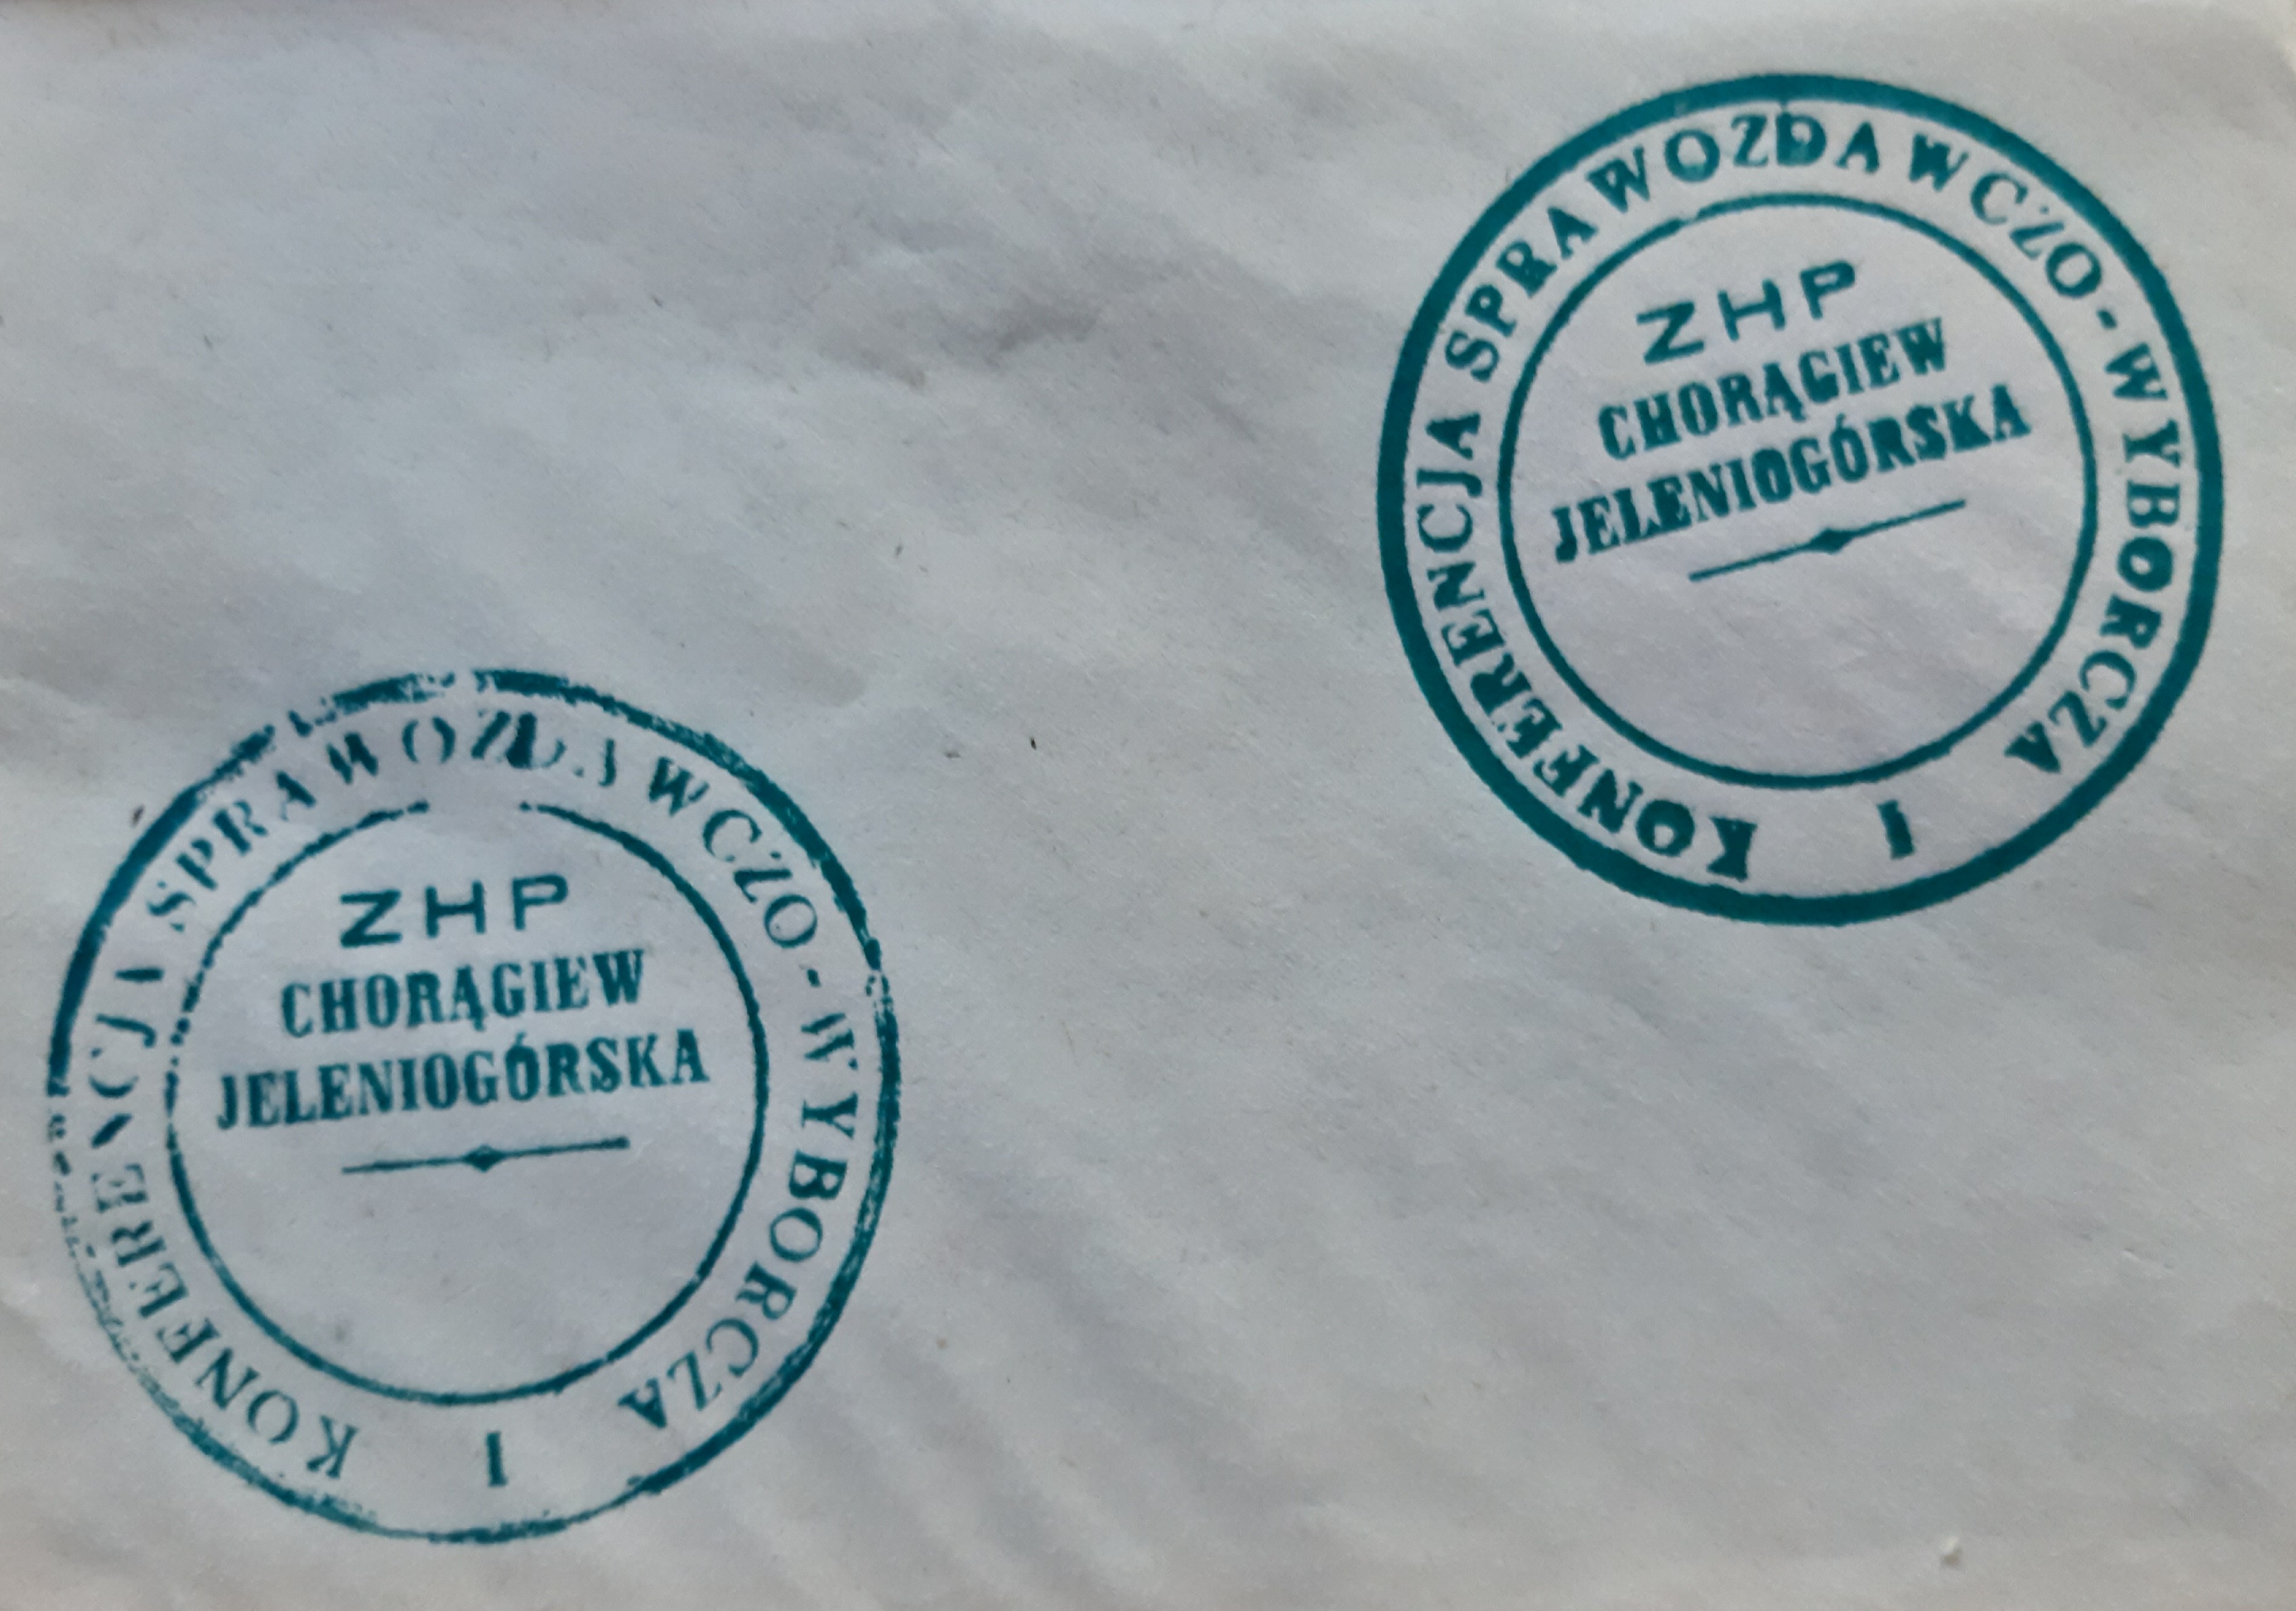 I KONFERENCJA SPRAWOZDAWCZO-WYBORCZA
ZHP
CHORĄGIEW
JELENIOGÓRSKA
I KONFERENCJA SPRAWOZDAWCZO-WYBORCZA
ZHP
CHORĄGIEW
JELENIOGÓRSKA